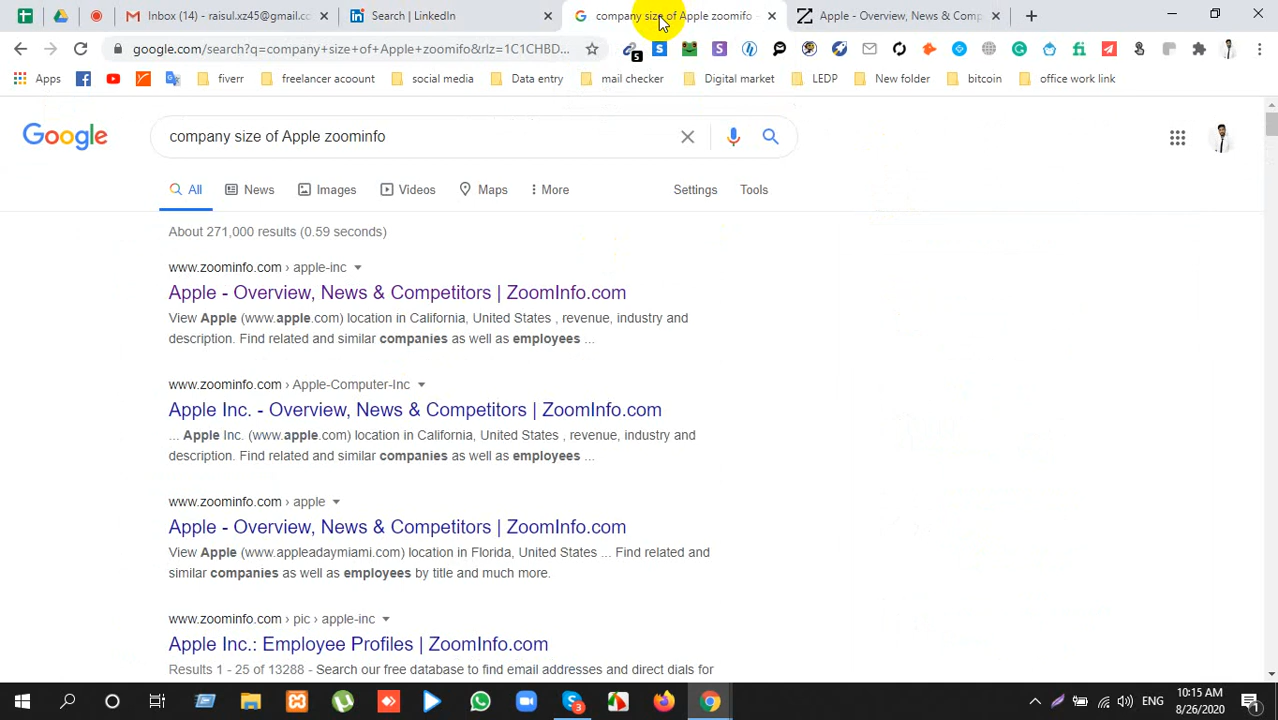 Inbox (14) - raisul.xz45@gmail.cc
Search | LinkedIn
company size of Apple zoomifo -
Apple - Overview, News & Comp
google.com/search?q=company+size+of+Apple+zoomifo&rlz=1C1CHBD...
Apps
fiverr
freelancer acount
social media
Data entry
mail checker
Digital market
LEDP
New folder
bitcoin
office work link
Google
company size of Apple zoominfo
All
News
Images
Videos
Maps
More
Settings
Tools
About 271,000 results (0.59 seconds)
www.zoominfo.com › apple-inc
Apple - Overview, News & Competitors | ZoomInfo.com
View Apple (www.apple.com) location in California, United States , revenue, industry and
description. Find related and similar companies as well as employees ...
www.zoominfo.com › Apple-Computer-Inc
Apple Inc. - Overview, News & Competitors | ZoomInfo.com
... Apple Inc. (www.apple.com) location in California, United States , revenue, industry and
description. Find related and similar companies as well as employees ...
www.zoominfo.com › apple
Apple - Overview, News & Competitors | ZoomInfo.com
View Apple (www.appleadaymiami.com) location in Florida, United States ... Find related and
similar companies as well as employees by title and much more.
www.zoominfo.com › pic › apple-inc
Apple Inc.: Employee Profiles | ZoomInfo.com
Results 1 - 25 of 13288 - Search our free database to find email addresses and direct dials for
ENG
10:15 AM
8/26/2020